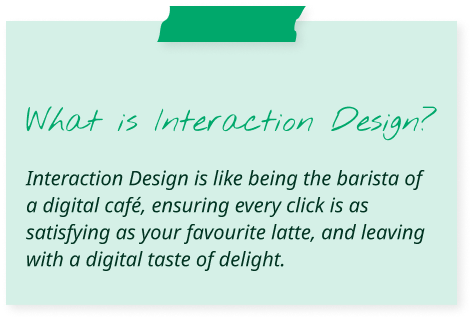 What is Interaction Design?
Interaction Design is like being the barista of
a digital café, ensuring every click is as
satisfying as your favourite latte, and leaving
with a digital taste of delight.